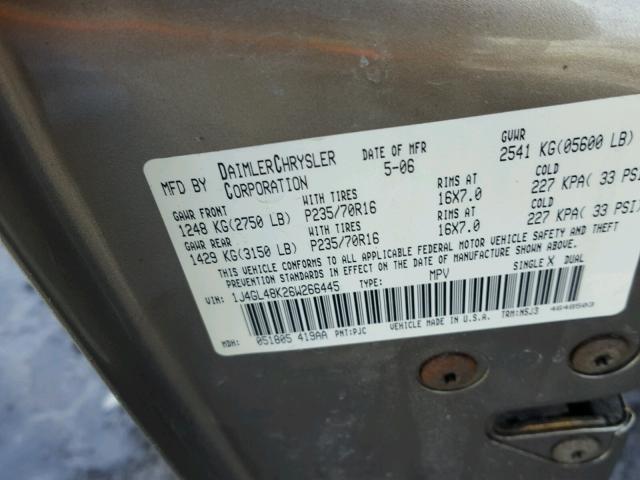 MFD BY DAIMLERCHRYSLER CORPORATION DATE OF MFR 5-06 GVWR 2541 KG(05600 LB)
GAWR FRONT WITH TIRES RIMS AT COLD
1248 KG(2750 LB) P235/70R16 16X7.0 227 KPA( 33 PSI)
GAWR REAR WITH TIRES RIMS AT COLD
1429 KG(3150 LB) P235/70R16 16X7.0 227 KPA( 33 PSI)
THIS VEHICLE CONFORMS TO ALL APPLICABLE FEDERAL MOTOR VEHICLE SAFETY AND THEFT
PREVENTION STANDARDS IN EFFECT ON THE DATE OF MANUFACTURE SHOWN ABOVE.
VIN: 1J4GL48K26W266445 TYPE: MPV SINGLE X DUAL
MDH: 051805 419AA PNT:PJC VEHICLE MADE IN U.S.A. TRM:NSJ3 4648503